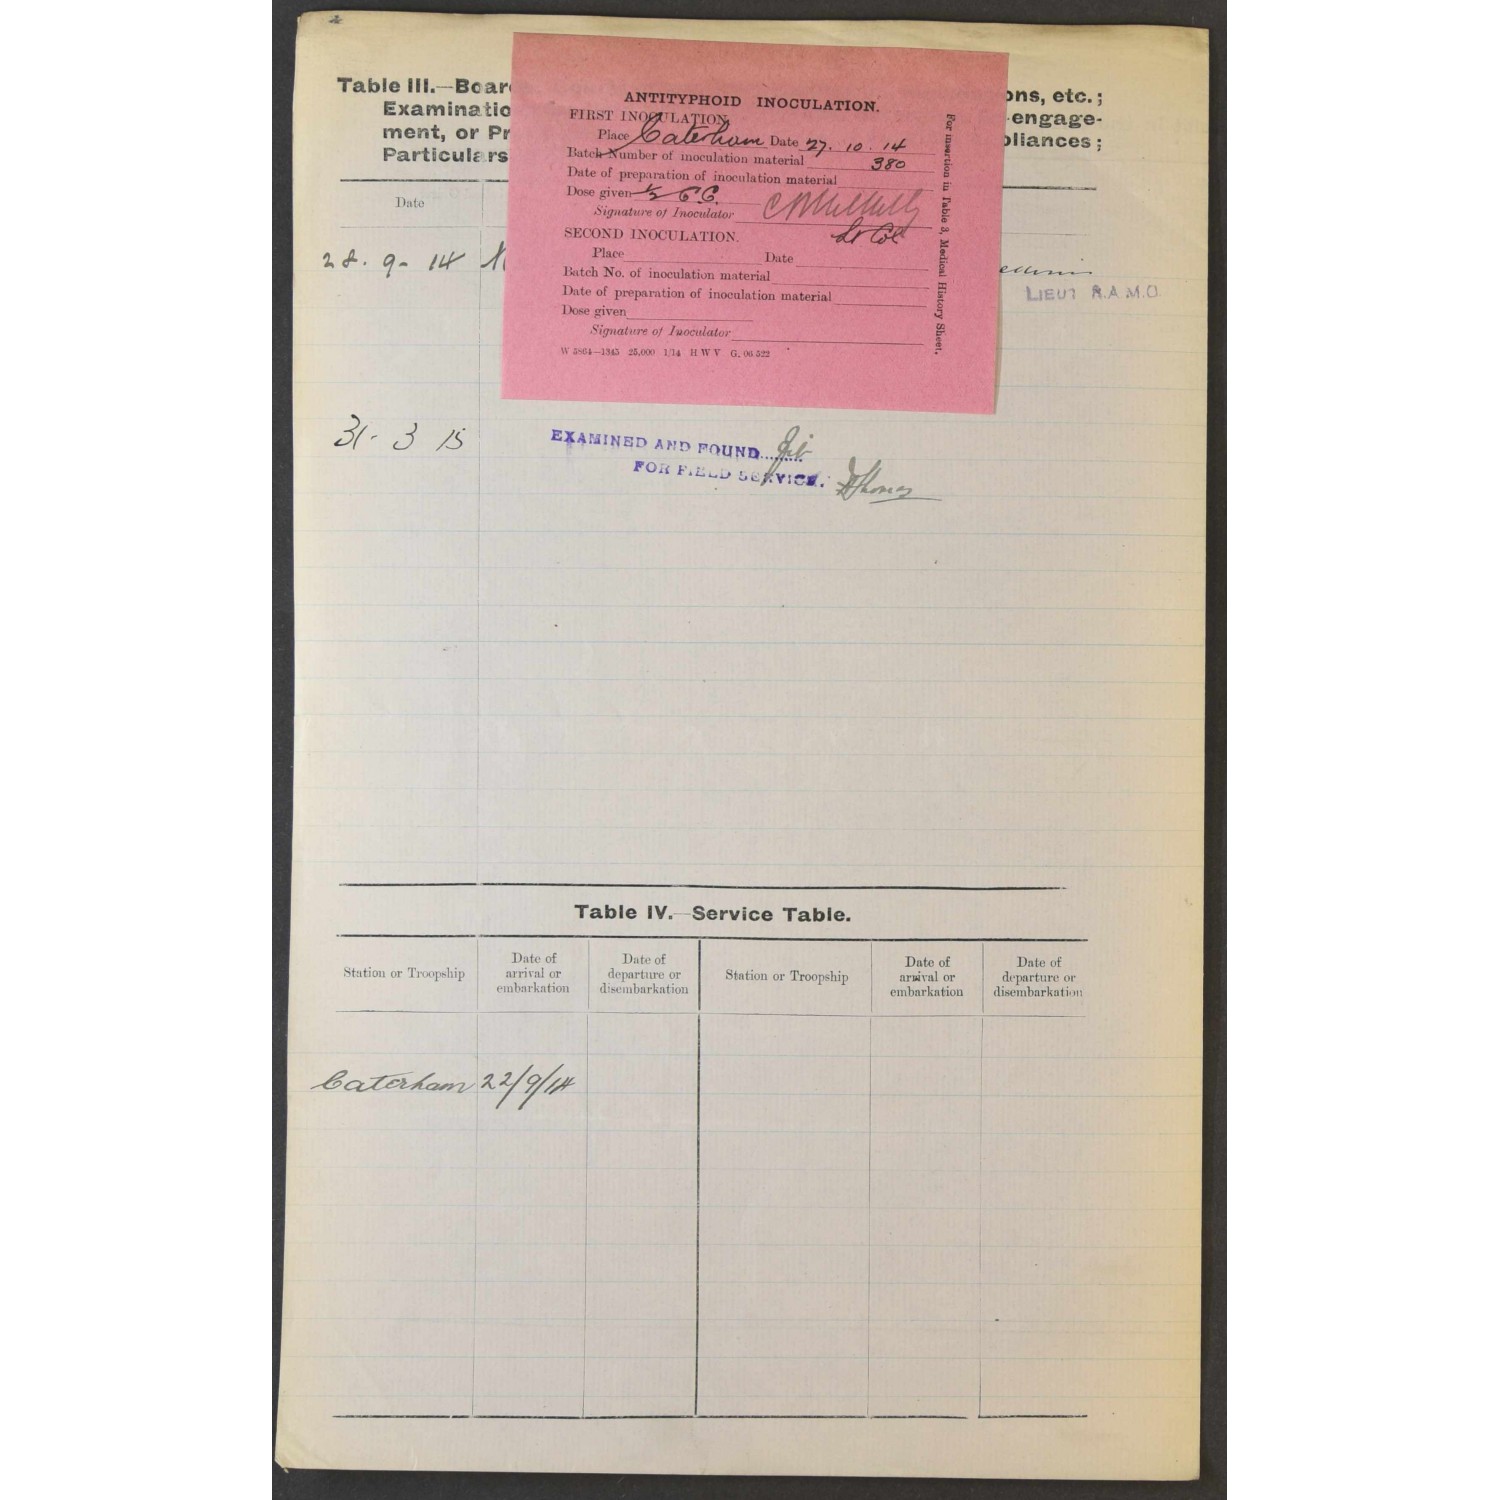 Table III.—Boar
Examinatio
ment, or Pr
Particulars
ons, etc.;
-engage-
pliances;
ANTITYPHOID INOCULATION.
FIRST INOCULATION.
Place Caterham Date 27. 10. 14
Batch Number of inoculation material 380
Date of preparation of inoculation material
Dose given ½ CC.
Signature of Inoculator
Lt Col
SECOND INOCULATION.
Place Date
Batch No. of inoculation material
Date of preparation of inoculation material
Dose given
Signature of Inoculator
W 5864—1345 25,000 1/14 H W V G. 06 522
For insertion in Table 3, Medical History Sheet.
Date
28. 9- 14
LIEUT R.A.M.C.
31- 3 15
EXAMINED AND FOUND........ fit
FOR FIELD SERVICE. Thomas
Table IV.—Service Table.
Station or Troopship
Date of
arrival or
embarkation
Date of
departure or
disembarkation
Station or Troopship
Date of
arrival or
embarkation
Date of
departure or
disembarkation
Caterham 22/9/14